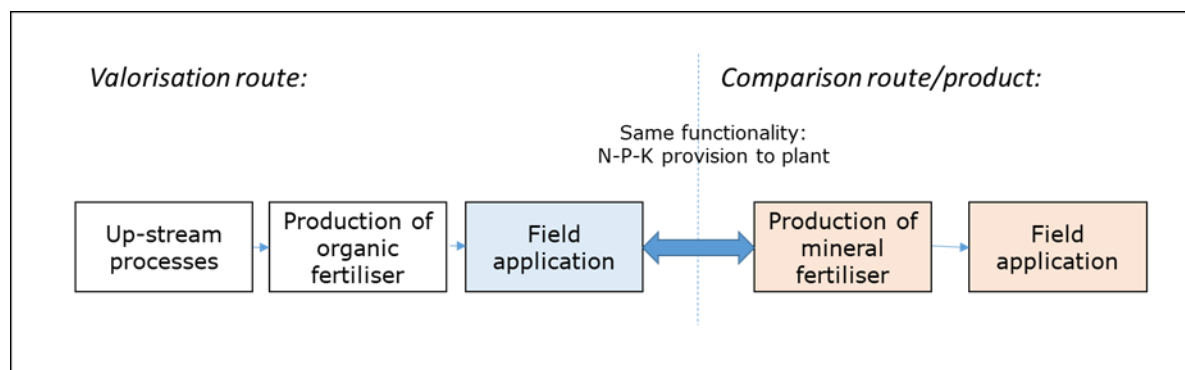 Valorisation route:
Comparison route/product:
Same functionality:
N-P-K provision to plant
Up-stream
processes
Production of
organic
fertiliser
Field
application
Production of
mineral
fertiliser
Field
application